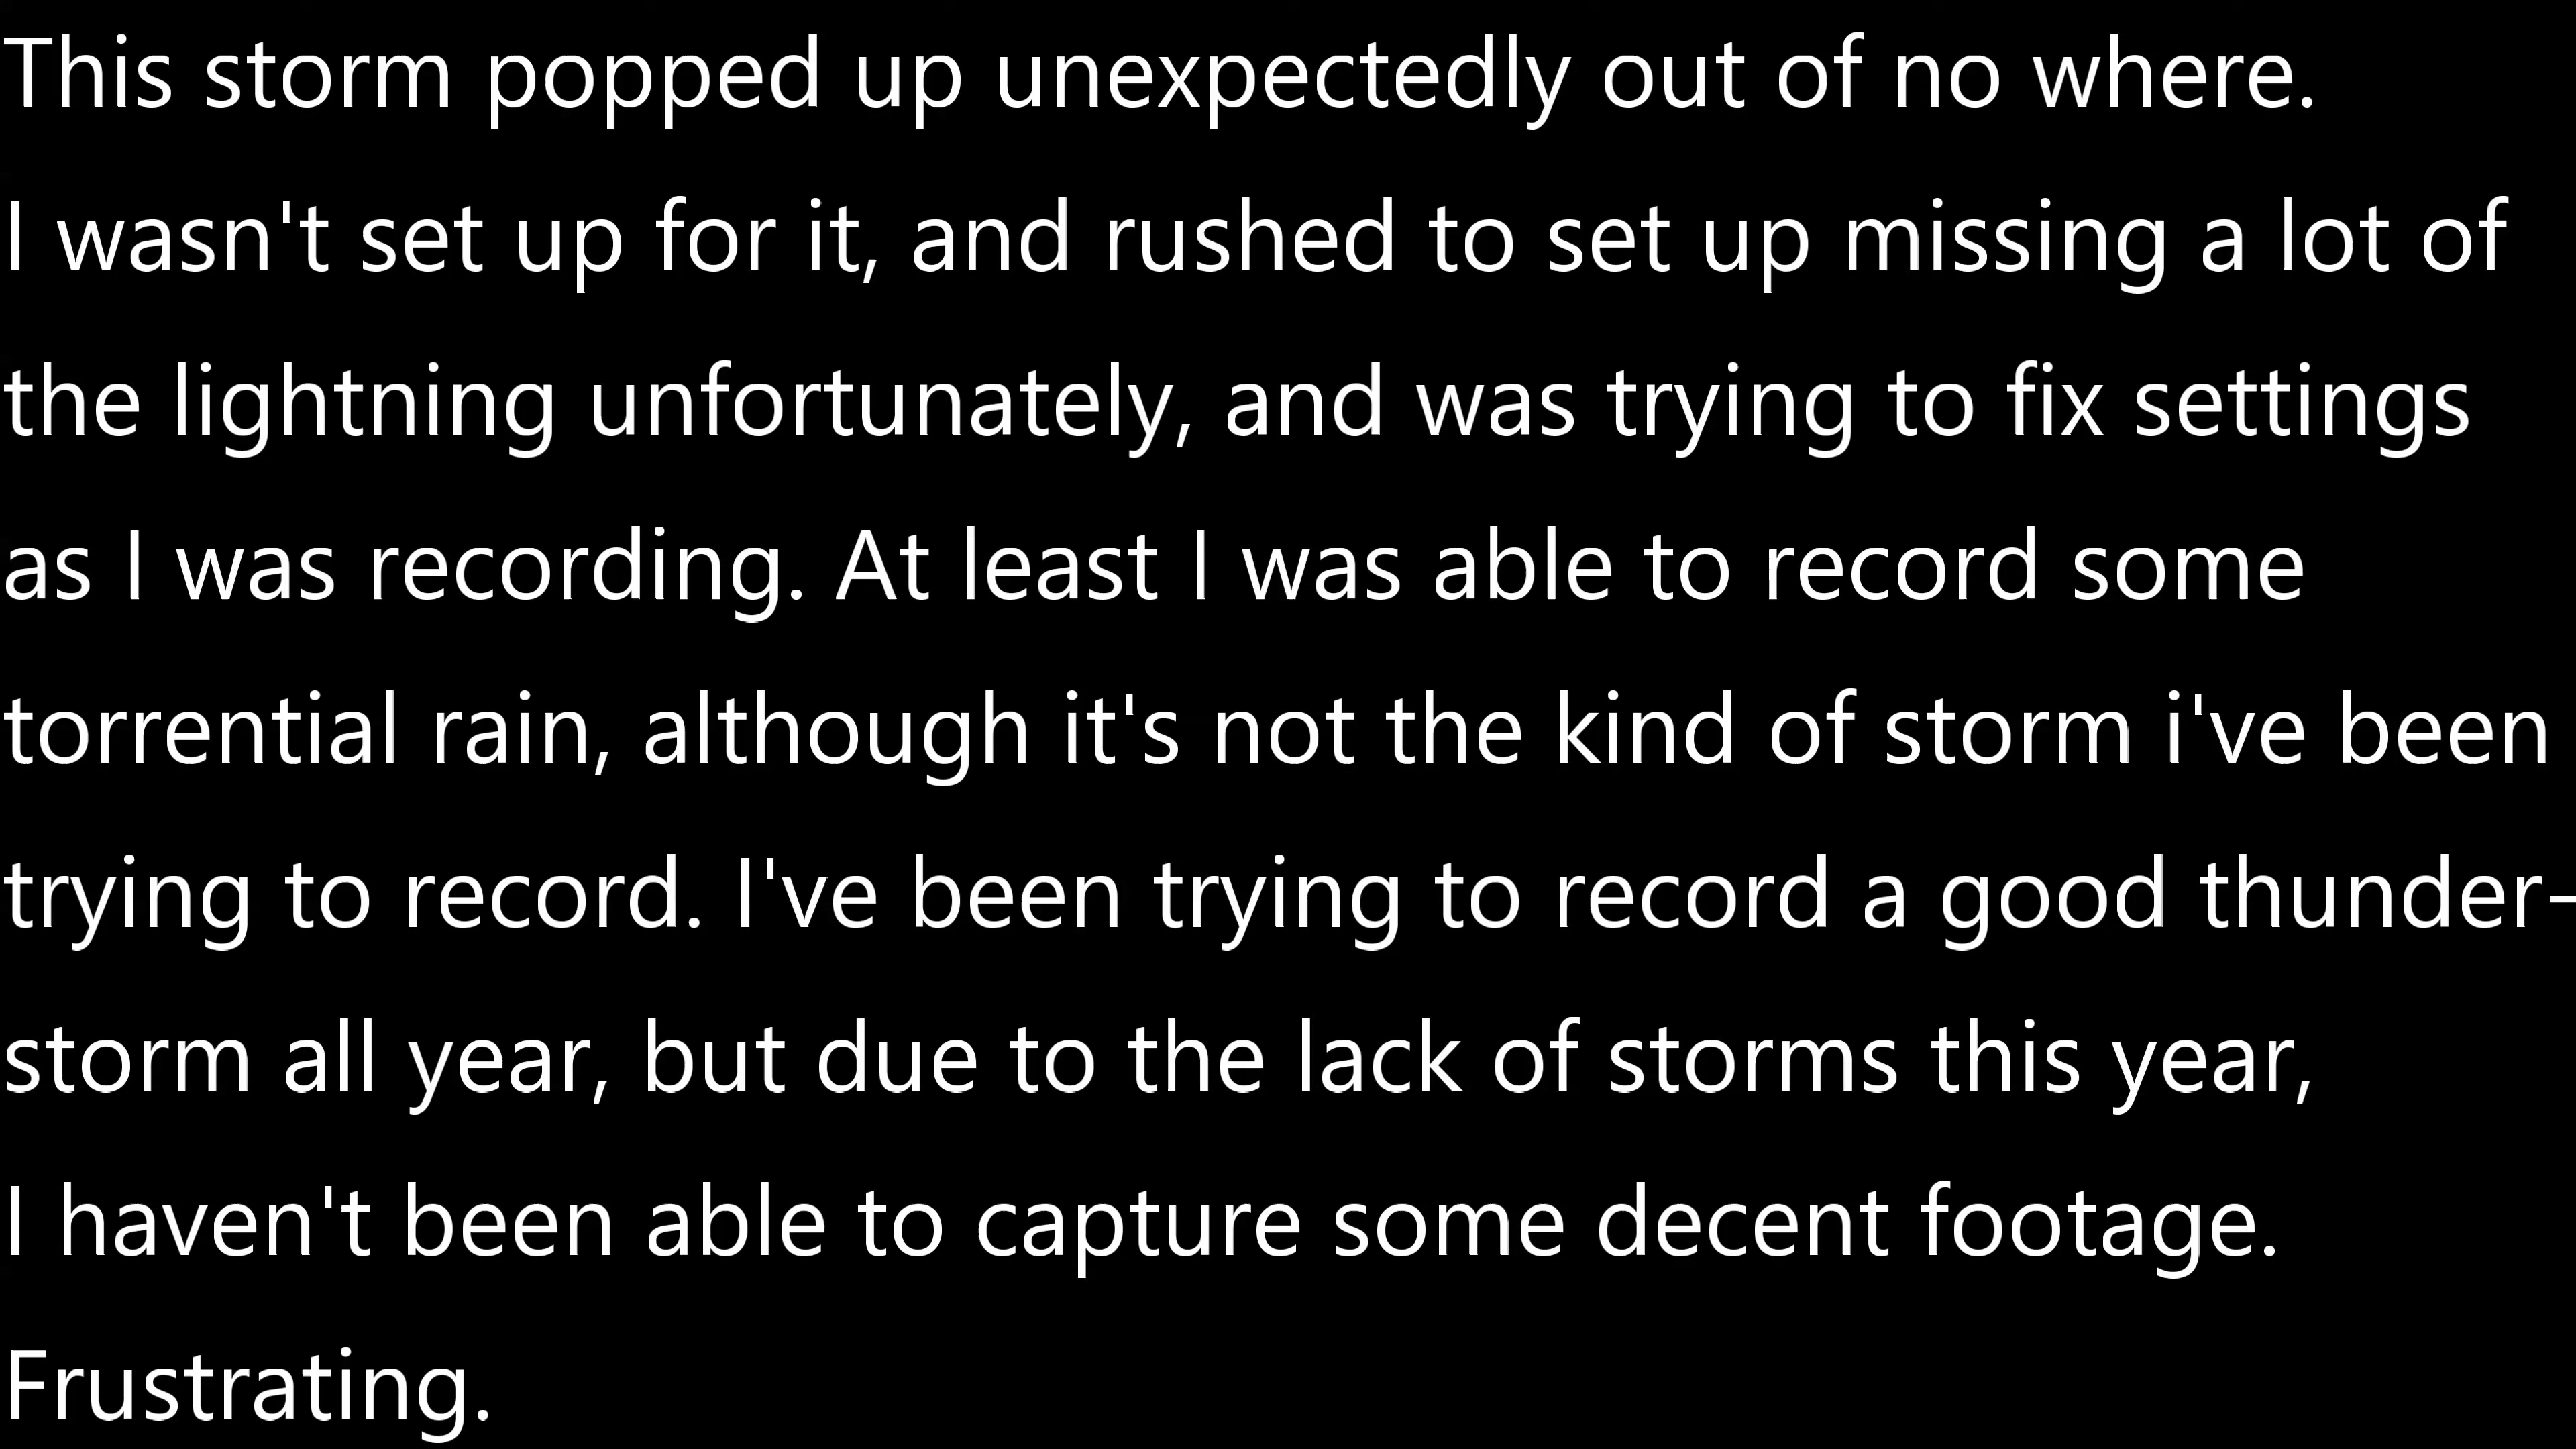 This storm popped up unexpectedly out of no where.
I wasn't set up for it, and rushed to set up missing a lot of
the lightning unfortunately, and was trying to fix settings
as I was recording. At least I was able to record some
torrential rain, although it's not the kind of storm i've been
trying to record. I've been trying to record a good thunder-
storm all year, but due to the lack of storms this year,
I haven't been able to capture some decent footage.
Frustrating.